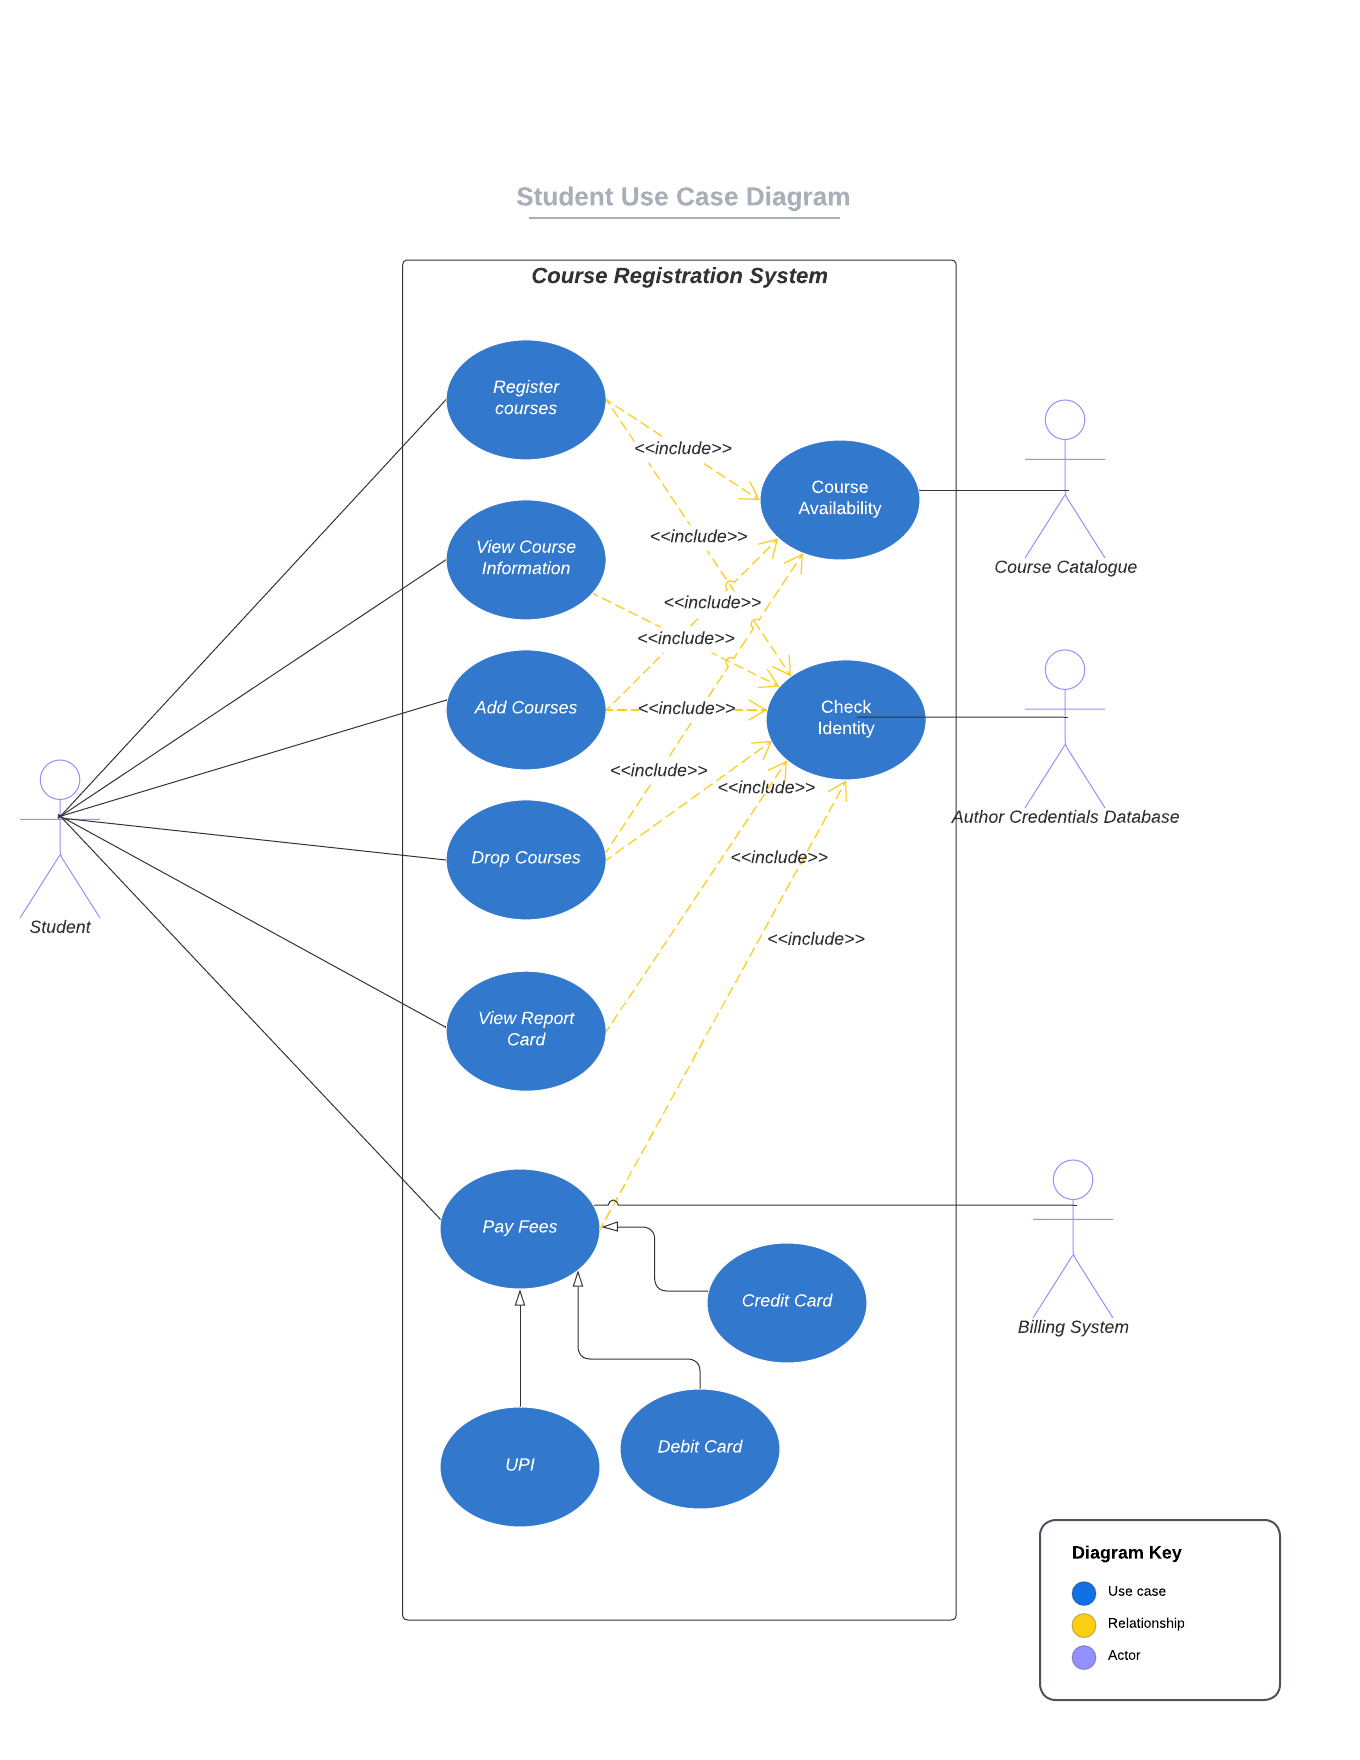 Student Use Case Diagram
Course Registration System
Register
courses
<<include>>
Course
Availability
<<include>>
View Course
Information
Course Catalogue
<<include>>
<<include>>
Add Courses
<<include>>
Check
Identity
<<include>>
<<include>>
Author Credentials Database
Drop Courses
<<include>>
Student
<<include>>
View Report
Card
Pay Fees
Credit Card
Billing System
Debit Card
UPI
Diagram Key
Use case
Relationship
Actor